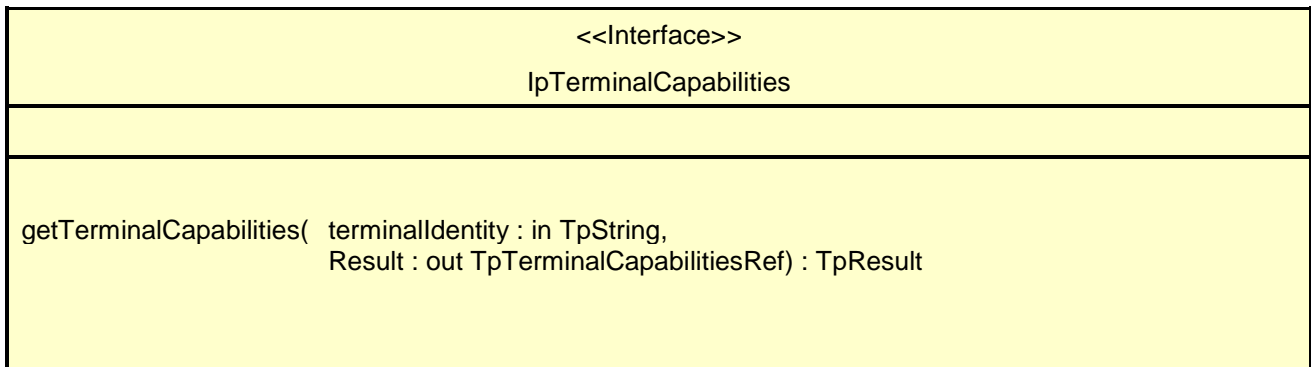 <<Interface>>
IpTerminalCapabilities
getTerminalCapabilities( terminalIdentity : in TpString,
Result : out TpTerminalCapabilitiesRef) : TpResult